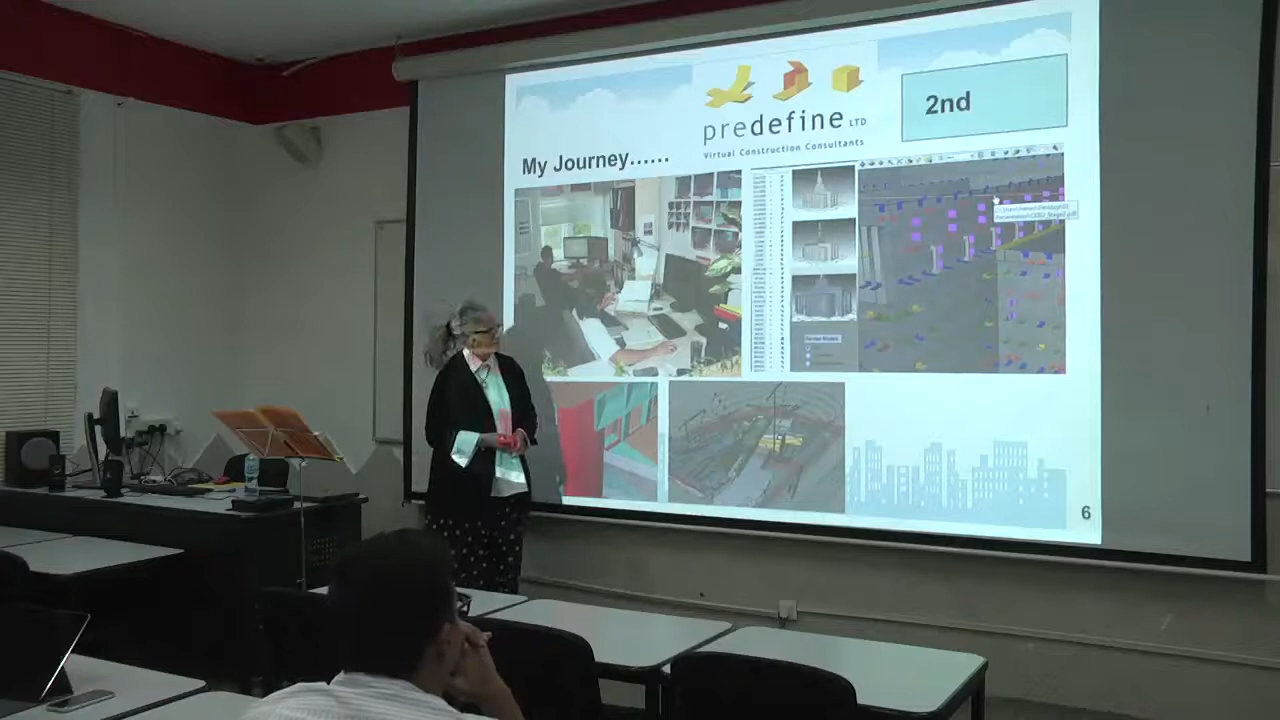 predefine LTD
Virtual Construction Consultants
2nd
My Journey......
6